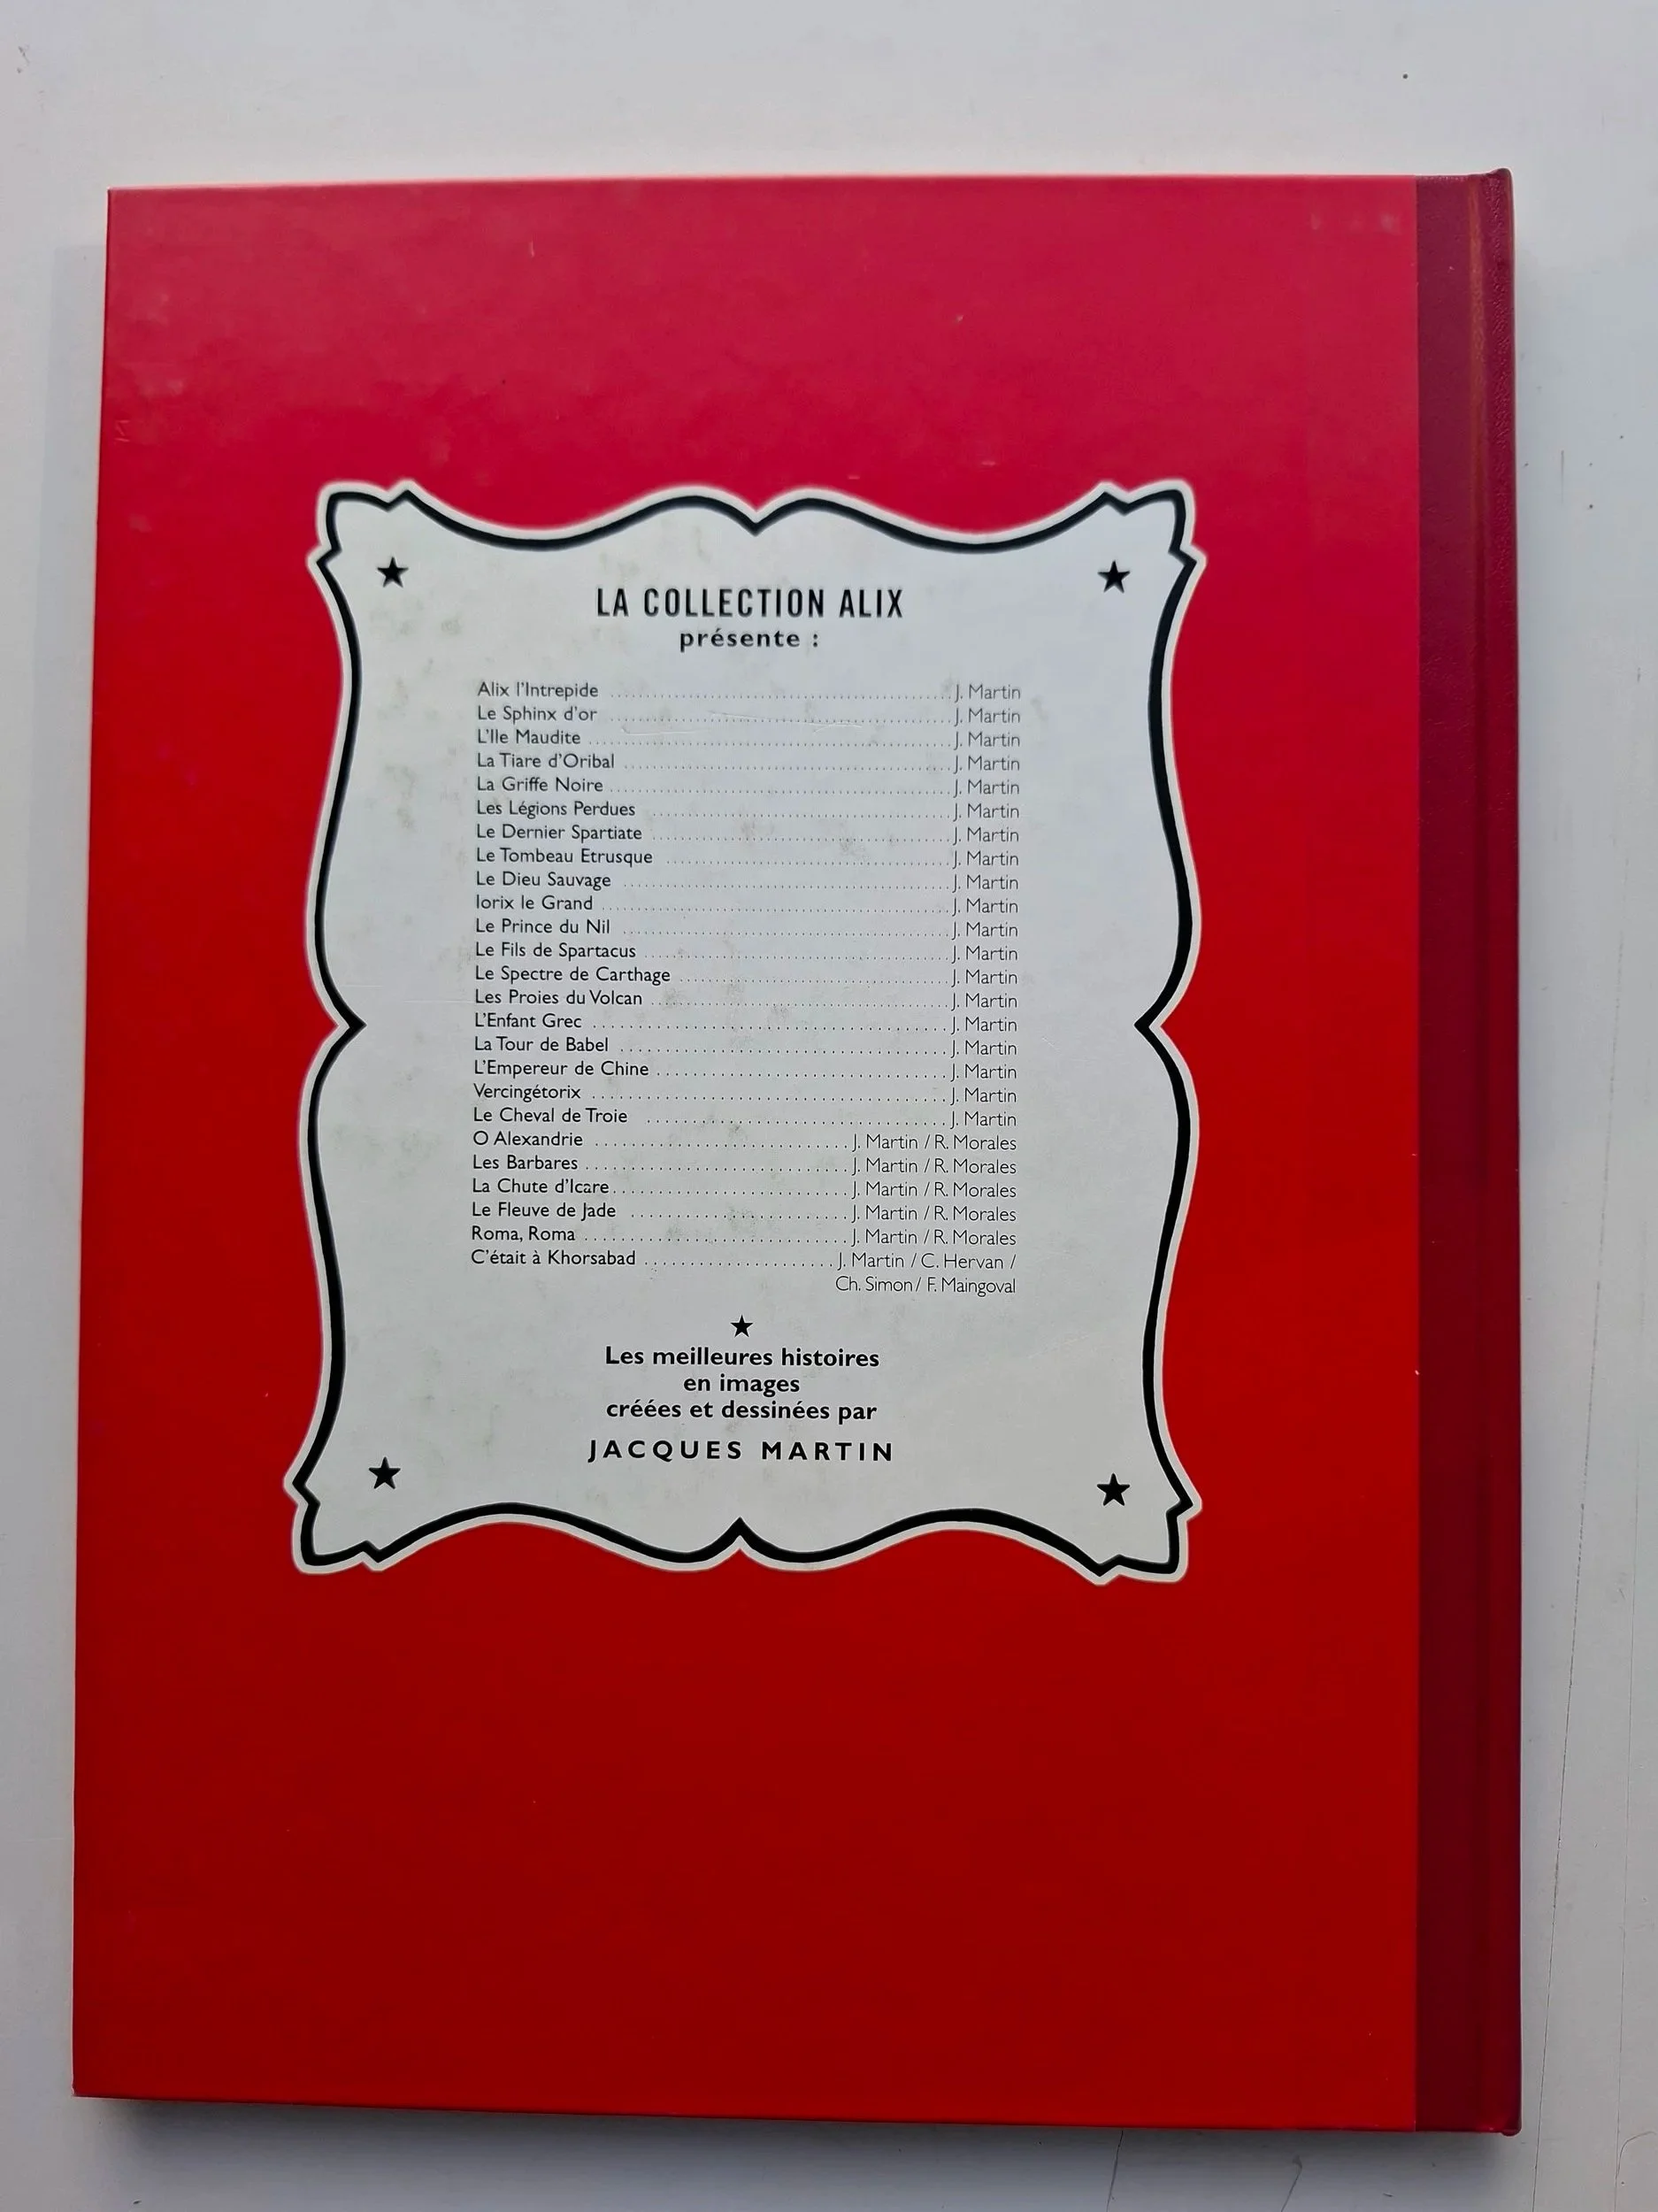 LA COLLECTION ALIX
présente :
Alix l'Intrepide ........................................ J. Martin
Le Sphinx d'or ........................................ J. Martin
L'Ile Maudite ........................................ J. Martin
La Tiare d'Oribal ........................................ J. Martin
La Griffe Noire ........................................ J. Martin
Les Légions Perdues ........................................ J. Martin
Le Dernier Spartiate ........................................ J. Martin
Le Tombeau Etrusque ........................................ J. Martin
Le Dieu Sauvage ........................................ J. Martin
Iorix le Grand ........................................ J. Martin
Le Prince du Nil ........................................ J. Martin
Le Fils de Spartacus ........................................ J. Martin
Le Spectre de Carthage ........................................ J. Martin
Les Proies du Volcan ........................................ J. Martin
L'Enfant Grec ........................................ J. Martin
La Tour de Babel ........................................ J. Martin
L'Empereur de Chine ........................................ J. Martin
Vercingétorix ........................................ J. Martin
Le Cheval de Troie ........................................ J. Martin
O Alexandrie ............................ J. Martin / R. Morales
Les Barbares ............................ J. Martin / R. Morales
La Chute d'Icare ............................ J. Martin / R. Morales
Le Fleuve de Jade ............................ J. Martin / R. Morales
Roma, Roma ............................ J. Martin / R. Morales
C'était à Khorsabad ..................... J. Martin / C. Hervan /
Ch. Simon / F. Maingoval
Les meilleures histoires
en images
créées et dessinées par
JACQUES MARTIN